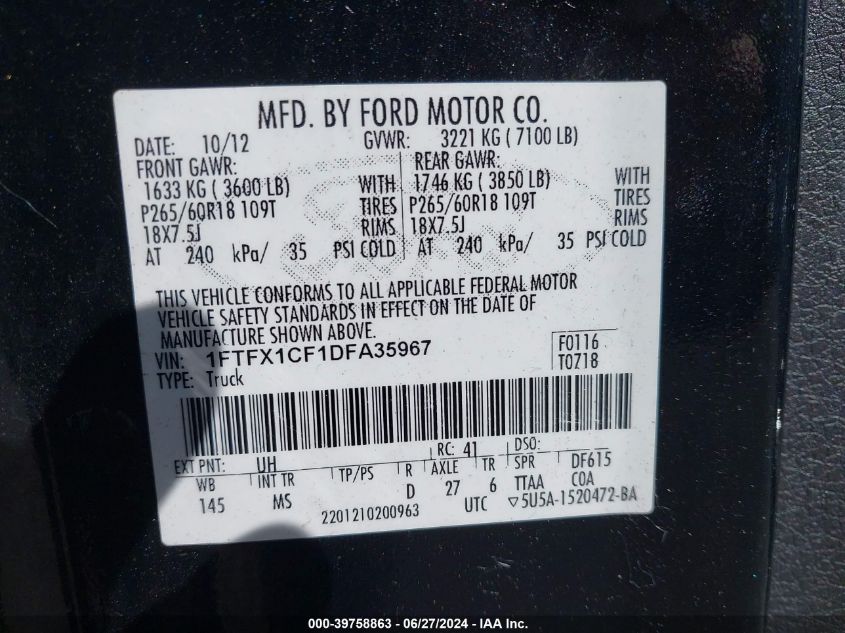 MFD. BY FORD MOTOR CO.
DATE: 10/12 GVWR: 3221 KG ( 7100 LB)
FRONT GAWR: REAR GAWR:
1633 KG ( 3600 LB) WITH 1746 KG ( 3850 LB) WITH
P265/60R18 109T TIRES P265/60R18 109T TIRES
18X7.5J RIMS 18X7.5J RIMS
AT 240 kPa/ 35 PSI COLD AT 240 kPa/ 35 PSI COLD
THIS VEHICLE CONFORMS TO ALL APPLICABLE FEDERAL MOTOR
VEHICLE SAFETY STANDARDS IN EFFECT ON THE DATE OF
MANUFACTURE SHOWN ABOVE.
VIN: 1FTFX1CF1DFA35967 F0116
TYPE: Truck T0718
EXT PNT: UH RC: 41 DSO:
WB INT TR TP/PS R AXLE TR SPR DF615
145 MS D 27 6 TTAA COA
2201210200963 UTC ▽5U5A-1520472-BA
000-39758863 - 06/27/2024 - IAA Inc.